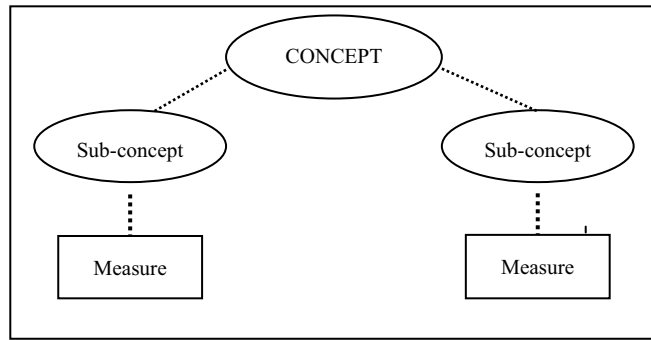 CONCEPT
Sub-concept
Sub-concept
Measure
Measure